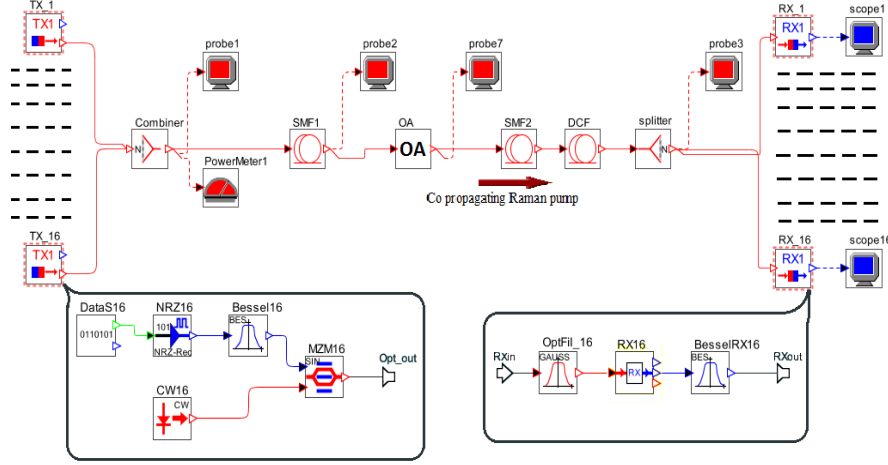 TX_1
TX1
RX_1
RX1
scope1
probe1
probe2
probe7
probe3
Combiner
N
SMF1
OA
OA
SMF2
DCF
splitter
N
PowerMeter1
Co propagating Raman pump
TX_16
TX1
RX_16
RX1
scope16
DataS16
0110101
NRZ16
101
NRZ-Rec
Bessel16
BES
MZM16
SIN
Opt_out
CW16
CW
RXin
OptFil_16
GAUSS
RX16
RX
BesselRX16
BES
RXout